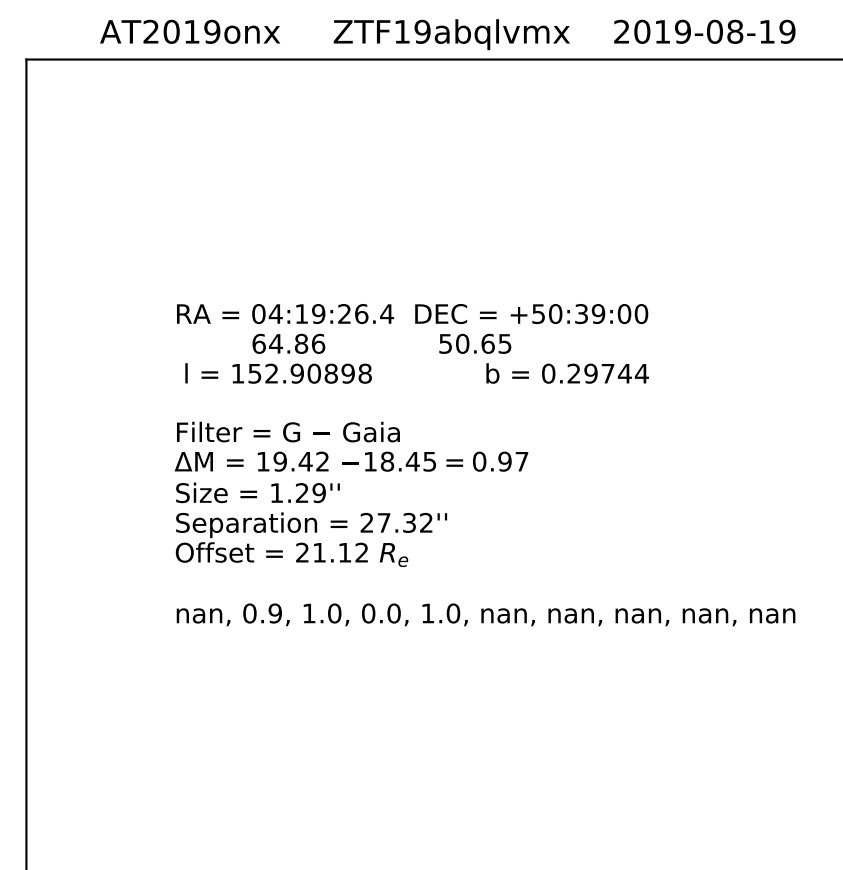 AT2019onx ZTF19abqlvmx 2019-08-19
RA = 04:19:26.4 DEC = +50:39:00
64.86 50.65
l = 152.90898 b = 0.29744
Filter = G − Gaia
ΔM = 19.42 −18.45 = 0.97
Size = 1.29''
Separation = 27.32''
Offset = 21.12 Re
nan, 0.9, 1.0, 0.0, 1.0, nan, nan, nan, nan, nan